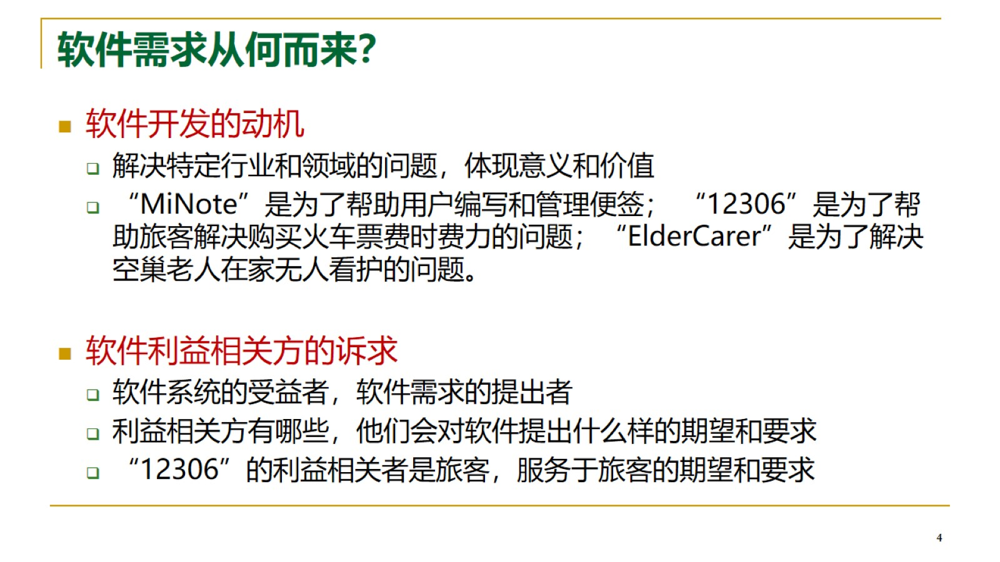 软件需求从何而来?
软件开发的动机
解决特定行业和领域的问题，体现意义和价值
“MiNote”是为了帮助用户编写和管理便签； “12306”是为了帮
助旅客解决购买火车票费时费力的问题； “ElderCarer”是为了解决
空巢老人在家无人看护的问题。
软件利益相关方的诉求
软件系统的受益者，软件需求的提出者
利益相关方有哪些，他们会对软件提出什么样的期望和要求
“12306”的利益相关者是旅客，服务于旅客的期望和要求
4